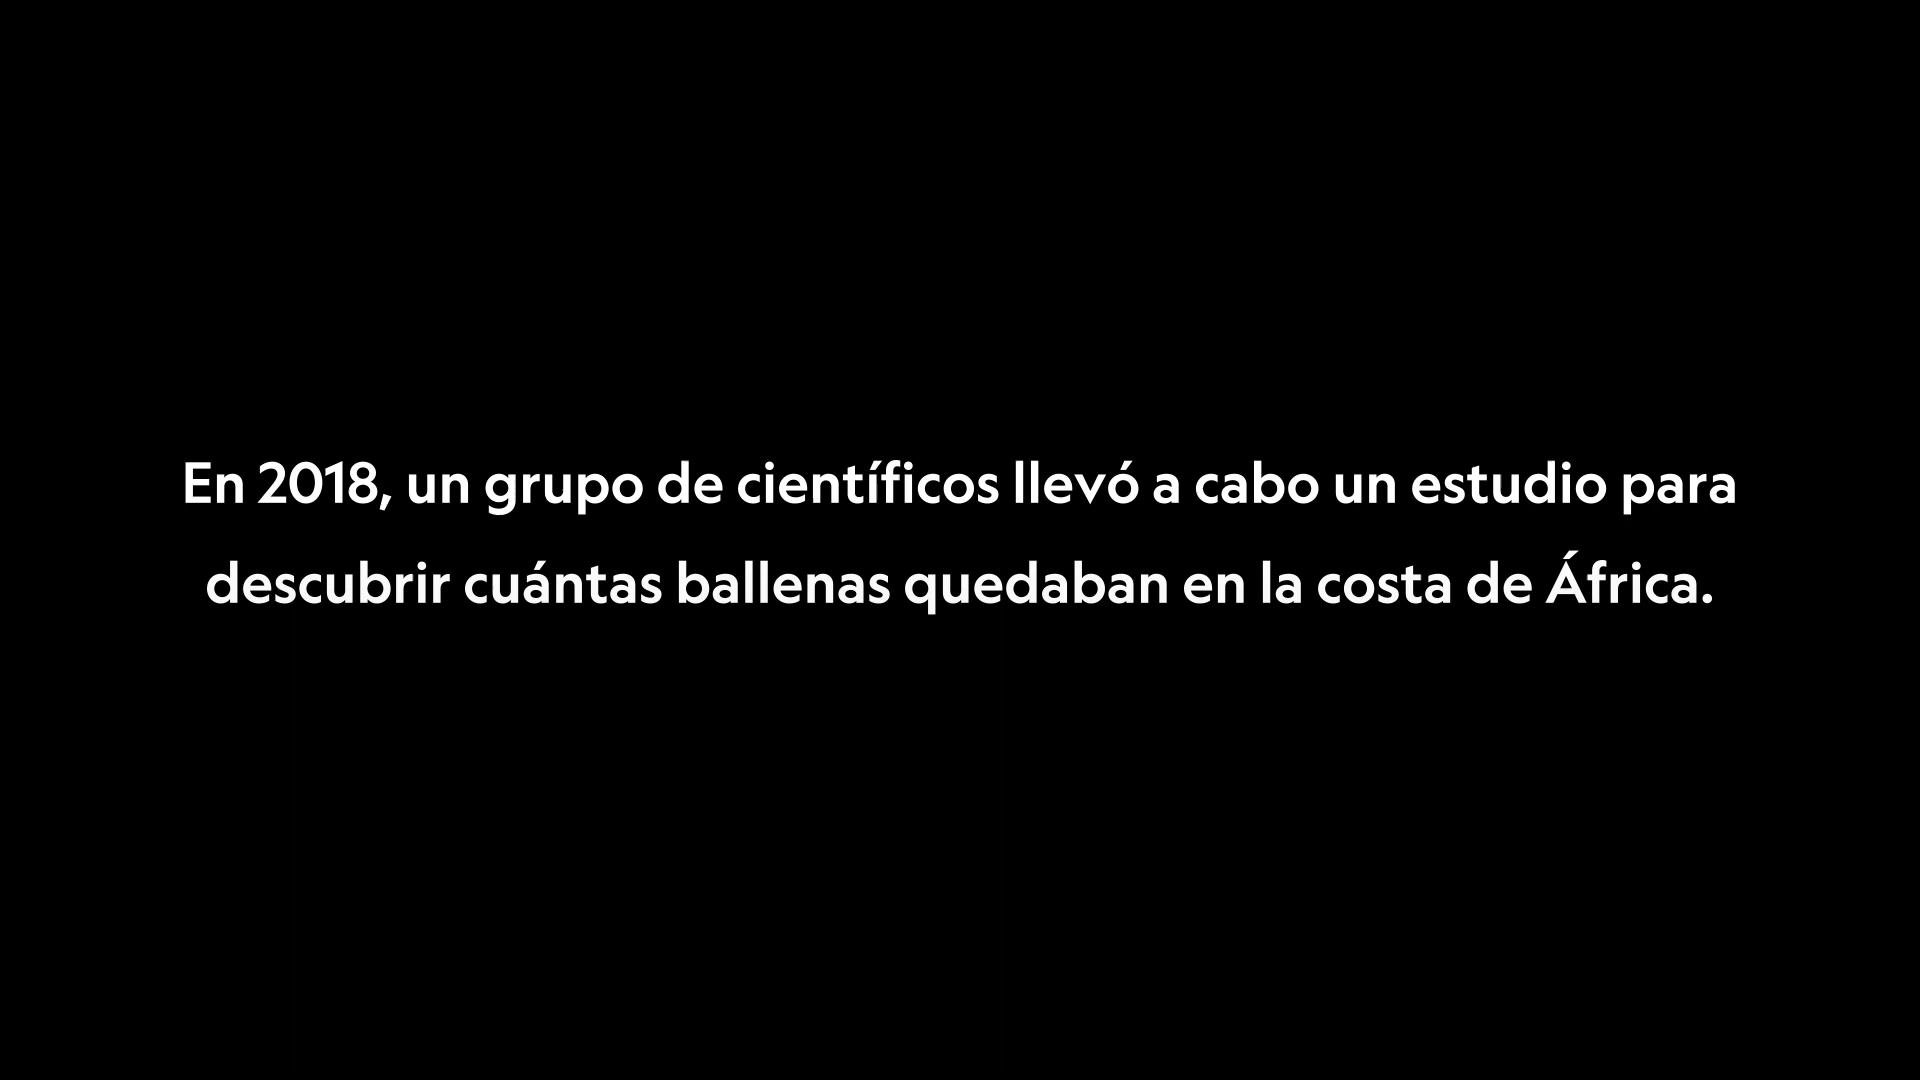 En 2018, un grupo de científicos llevó a cabo un estudio para
descubrir cuántas ballenas quedaban en la costa de África.